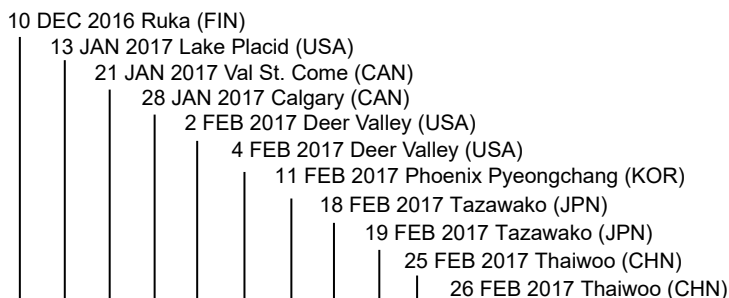 10 DEC 2016 Ruka (FIN)
13 JAN 2017 Lake Placid (USA)
21 JAN 2017 Val St. Come (CAN)
28 JAN 2017 Calgary (CAN)
2 FEB 2017 Deer Valley (USA)
4 FEB 2017 Deer Valley (USA)
11 FEB 2017 Phoenix Pyeongchang (KOR)
18 FEB 2017 Tazawako (JPN)
19 FEB 2017 Tazawako (JPN)
25 FEB 2017 Thaiwoo (CHN)
26 FEB 2017 Thaiwoo (CHN)